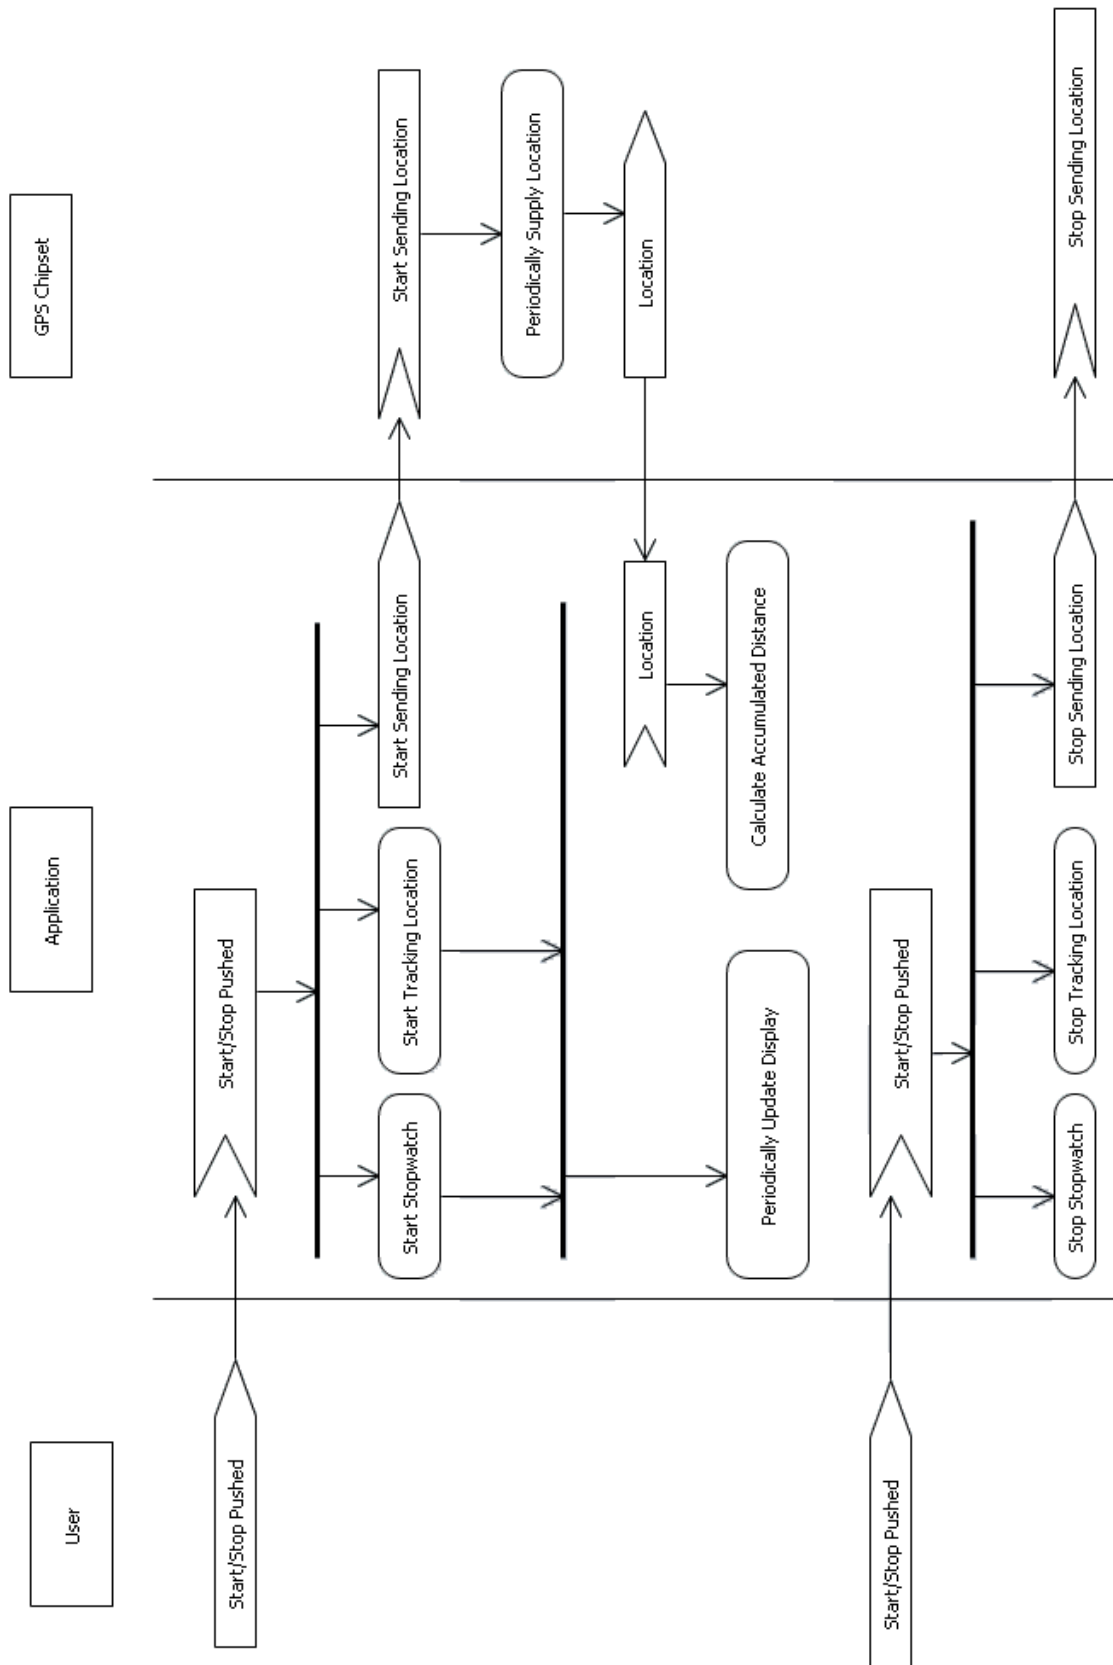 User
Application
GPS Chipset
Start/Stop Pushed
Start/Stop Pushed
Start Stopwatch
Start Tracking Location
Start Sending Location
Start Sending Location
Periodically Supply Location
Location
Location
Periodically Update Display
Calculate Accumulated Distance
Start/Stop Pushed
Start/Stop Pushed
Stop Stopwatch
Stop Tracking Location
Stop Sending Location
Stop Sending Location